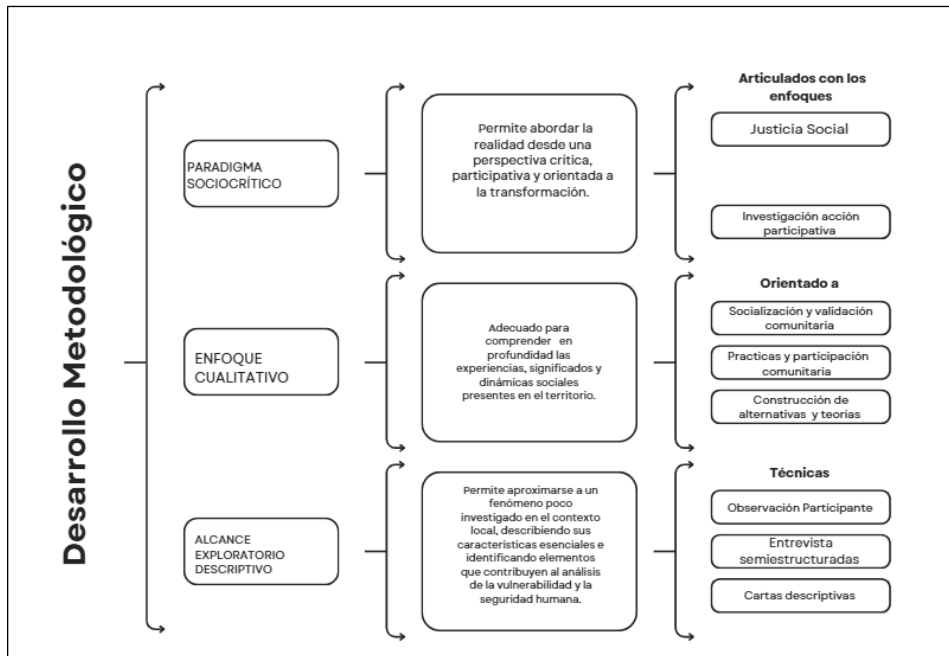 Desarrollo Metodológico
PARADIGMA
SOCIOCRÍTICO
Permite abordar la
realidad desde una
perspectiva crítica,
participativa y orientada a
la transformación.
Articulados con los
enfoques
Justicia Social
Investigación acción
participativa
ENFOQUE
CUALITATIVO
Adecuado para
comprender en
profundidad las
experiencias, significados y
dinámicas sociales
presentes en el territorio.
Orientado a
Socialización y validación
comunitaria
Practicas y participación
comunitaria
Construcción de
alternativas y teorías
ALCANCE
EXPLORATORIO
DESCRIPTIVO
Permite aproximarse a un
fenómeno poco
investigado en el contexto
local, describiendo sus
características esenciales e
identificando elementos
que contribuyen al análisis
de la vulnerabilidad y la
seguridad humana.
Técnicas
Observación Participante
Entrevista
semiestructuradas
Cartas descriptivas